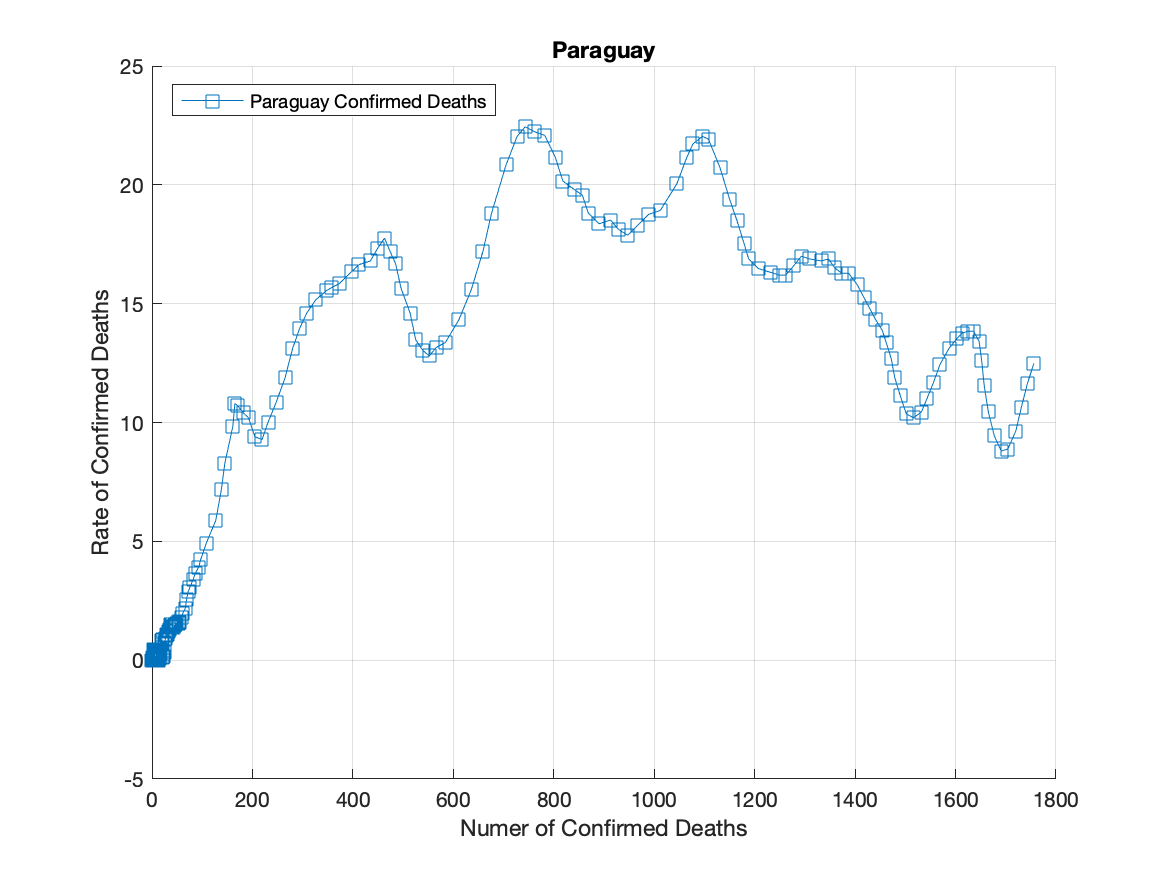 Paraguay
Paraguay Confirmed Deaths
25
20
15
10
5
0
-5
Rate of Confirmed Deaths
0 200 400 600 800 1000 1200 1400 1600 1800
Numer of Confirmed Deaths